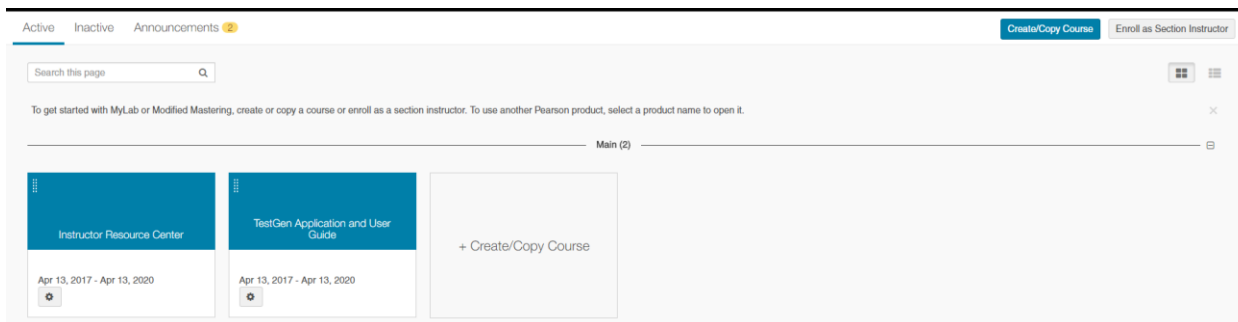 Active Inactive Announcements 2 Create/Copy Course Enroll as Section Instructor
Search this page
To get started with MyLab or Modified Mastering, create or copy a course or enroll as a section instructor. To use another Pearson product, select a product name to open it.
Main (2)
Instructor Resource Center
TestGen Application and User
Guide
+ Create/Copy Course
Apr 13, 2017 - Apr 13, 2020
Apr 13, 2017 - Apr 13, 2020